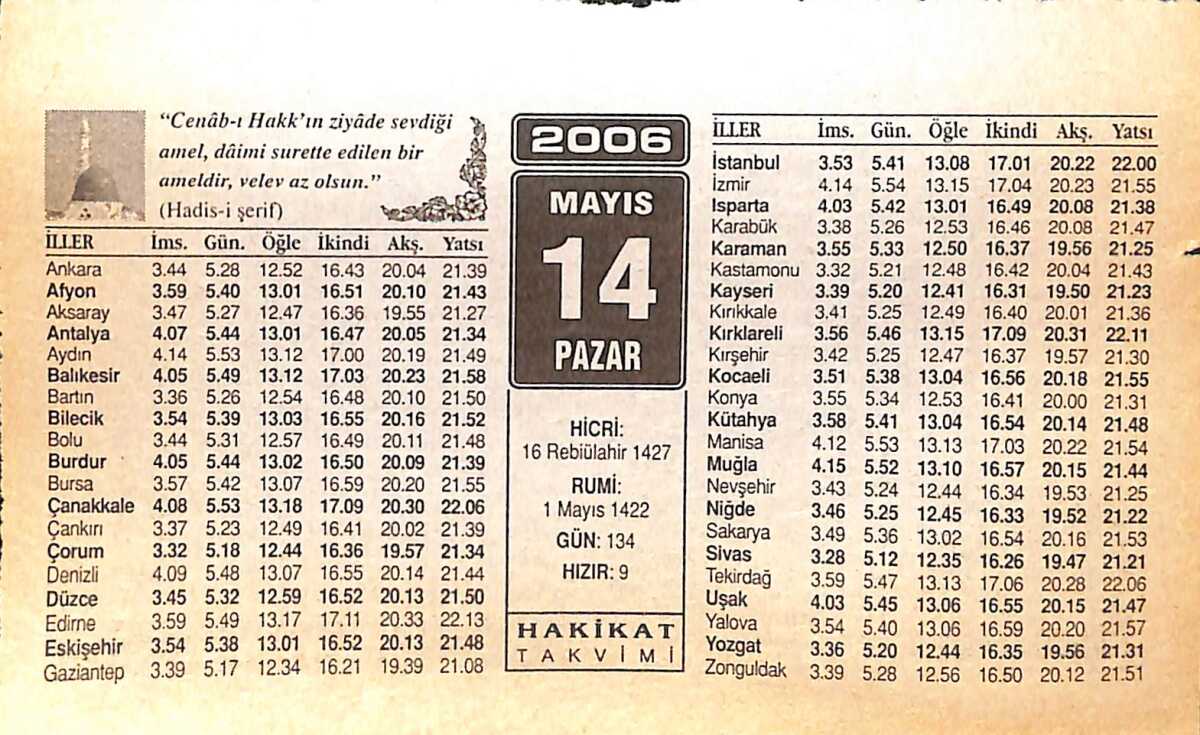 “Cenâb-ı Hakk’ın ziyâde sevdiği
amel, dâimi surette edilen bir
ameldir, velev az olsun.”
(Hadis-i şerif)
İLLER İms. Gün. Öğle İkindi Akş. Yatsı
Ankara 3.44 5.28 12.52 16.43 20.04 21.39
Afyon 3.59 5.40 13.01 16.51 20.10 21.43
Aksaray 3.47 5.27 12.47 16.36 19.55 21.27
Antalya 4.07 5.44 13.01 16.47 20.05 21.34
Aydın 4.14 5.53 13.12 17.00 20.19 21.49
Balıkesir 4.05 5.49 13.12 17.03 20.23 21.58
Bartın 3.36 5.26 12.54 16.48 20.10 21.50
Bilecik 3.54 5.39 13.03 16.55 20.16 21.52
Bolu 3.44 5.31 12.57 16.49 20.11 21.48
Burdur 4.05 5.44 13.02 16.50 20.09 21.39
Bursa 3.57 5.42 13.07 16.59 20.20 21.55
Çanakkale 4.08 5.53 13.18 17.09 20.30 22.06
Çankırı 3.37 5.23 12.49 16.41 20.02 21.39
Çorum 3.32 5.18 12.44 16.36 19.57 21.34
Denizli 4.09 5.48 13.07 16.55 20.14 21.44
Düzce 3.45 5.32 12.59 16.52 20.13 21.50
Edirne 3.59 5.49 13.17 17.11 20.33 22.13
Eskişehir 3.54 5.38 13.01 16.52 20.13 21.48
Gaziantep 3.39 5.17 12.34 16.21 19.39 21.08
2006
MAYIS
14
PAZAR
HİCRİ:
16 Rebiülahir 1427
RUMİ:
1 Mayıs 1422
GÜN: 134
HIZIR: 9
HAKİKAT
TAKVİMİ
İLLER İms. Gün. Öğle İkindi Akş. Yatsı
İstanbul 3.53 5.41 13.08 17.01 20.22 22.00
İzmir 4.14 5.54 13.15 17.04 20.23 21.55
Isparta 4.03 5.42 13.01 16.49 20.08 21.38
Karabük 3.38 5.26 12.53 16.46 20.08 21.47
Karaman 3.55 5.33 12.50 16.37 19.56 21.25
Kastamonu 3.32 5.21 12.48 16.42 20.04 21.43
Kayseri 3.39 5.20 12.41 16.31 19.50 21.23
Kırıkkale 3.41 5.25 12.49 16.40 20.01 21.36
Kırklareli 3.56 5.46 13.15 17.09 20.31 22.11
Kırşehir 3.42 5.25 12.47 16.37 19.57 21.30
Kocaeli 3.51 5.38 13.04 16.56 20.18 21.55
Konya 3.55 5.34 12.53 16.41 20.00 21.31
Kütahya 3.58 5.41 13.04 16.54 20.14 21.48
Manisa 4.12 5.53 13.13 17.03 20.22 21.54
Muğla 4.15 5.52 13.10 16.57 20.15 21.44
Nevşehir 3.43 5.24 12.44 16.34 19.53 21.25
Niğde 3.46 5.25 12.45 16.33 19.52 21.22
Sakarya 3.49 5.36 13.02 16.54 20.16 21.53
Sivas 3.28 5.12 12.35 16.26 19.47 21.21
Tekirdağ 3.59 5.47 13.13 17.06 20.28 22.06
Uşak 4.03 5.45 13.06 16.55 20.15 21.47
Yalova 3.54 5.40 13.06 16.59 20.20 21.57
Yozgat 3.36 5.20 12.44 16.35 19.56 21.31
Zonguldak 3.39 5.28 12.56 16.50 20.12 21.51